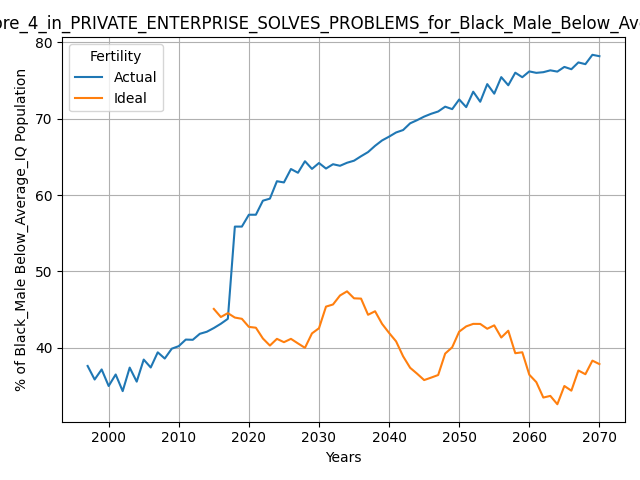 ore_4_in_PRIVATE_ENTERPRISE_SOLVES_PROBLEMS_for_Black_Male_Below_Ave
80
70
60
50
40
% of Black_Male Below_Average_IQ Population
Fertility
Actual
Ideal
2000 2010 2020 2030 2040 2050 2060 2070
Years